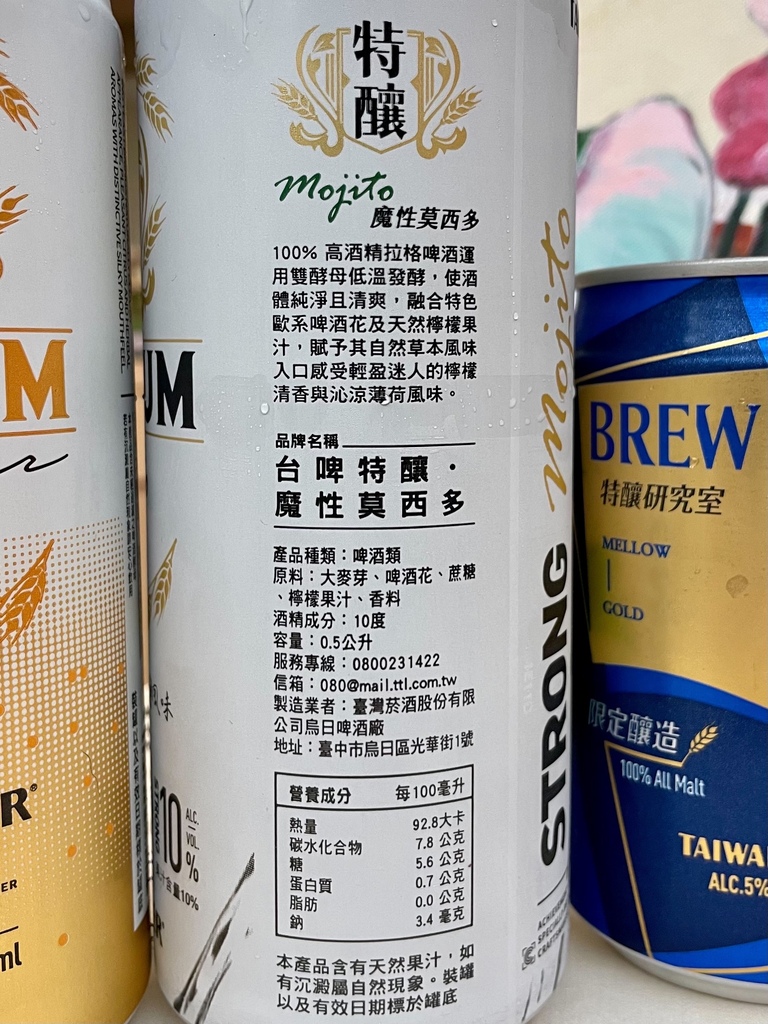 特
釀
Mojito
魔性莫西多
100% 高酒精拉格啤酒運
用雙酵母低溫發酵，使酒
體純淨且清爽，融合特色
歐系啤酒花及天然檸檬果
汁，賦予其自然草本風味
入口感受輕盈迷人的檸檬
清香與沁涼薄荷風味。
品牌名稱
台啤特釀・
魔性莫西多
產品種類：啤酒類
原料：大麥芽、啤酒花、蔗糖
、檸檬果汁、香料
酒精成分：10度
容量：0.5公升
服務專線：0800231422
信箱：080@mail.ttl.com.tw
製造業者：臺灣菸酒股份有限
公司烏日啤酒廠
地址：臺中市烏日區光華街1號
營養成分 每100毫升
熱量 92.8大卡
碳水化合物 7.8 公克
糖 5.6 公克
蛋白質 0.7 公克
脂肪 0.0 公克
鈉 3.4 毫克
本產品含有天然果汁，如
有沉澱屬自然現象。裝罐
以及有效日期標於罐底
STRONG Mojito
UM
風味
10%
ALC.
VOL.
M
R®
ml
AROMAS WITH DISTINCTIVE SILKY MOUTHFEEL.
BREW
特釀研究室
MELLOW
GOLD
限定釀造
100% All Malt
TAIWA
ALC.5%